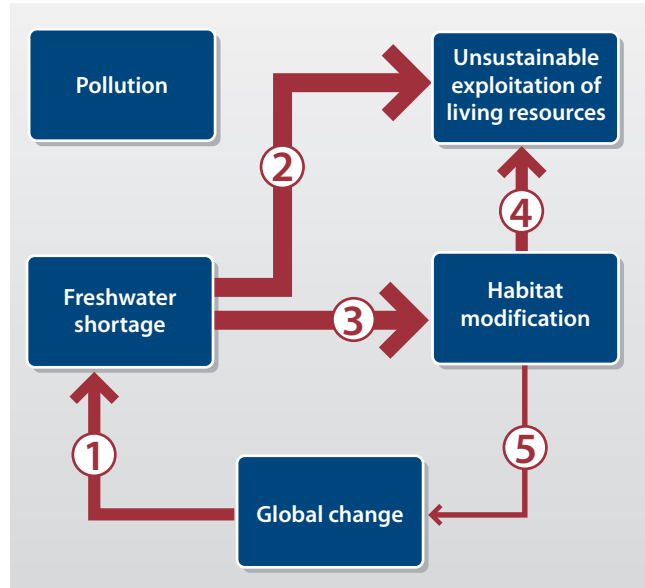 Pollution
Unsustainable
exploitation of
living resources
2
4
Freshwater
shortage
3
Habitat
modification
1
5
Global change